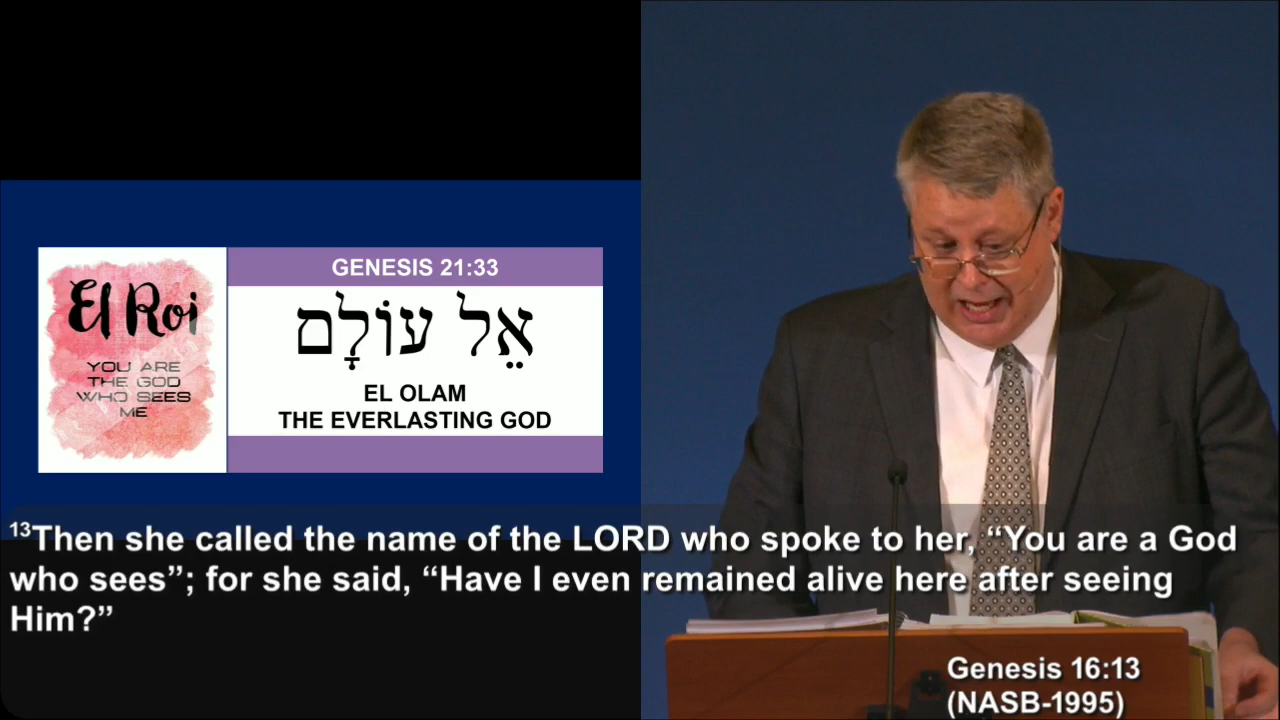 El Roi
YOU ARE
THE GOD
WHO SEES
ME
GENESIS 21:33
אֵל עוֹלָם
EL OLAM
THE EVERLASTING GOD
13Then she called the name of the LORD who spoke to her, “You are a God
who sees”; for she said, “Have I even remained alive here after seeing
Him?”
Genesis 16:13
(NASB-1995)